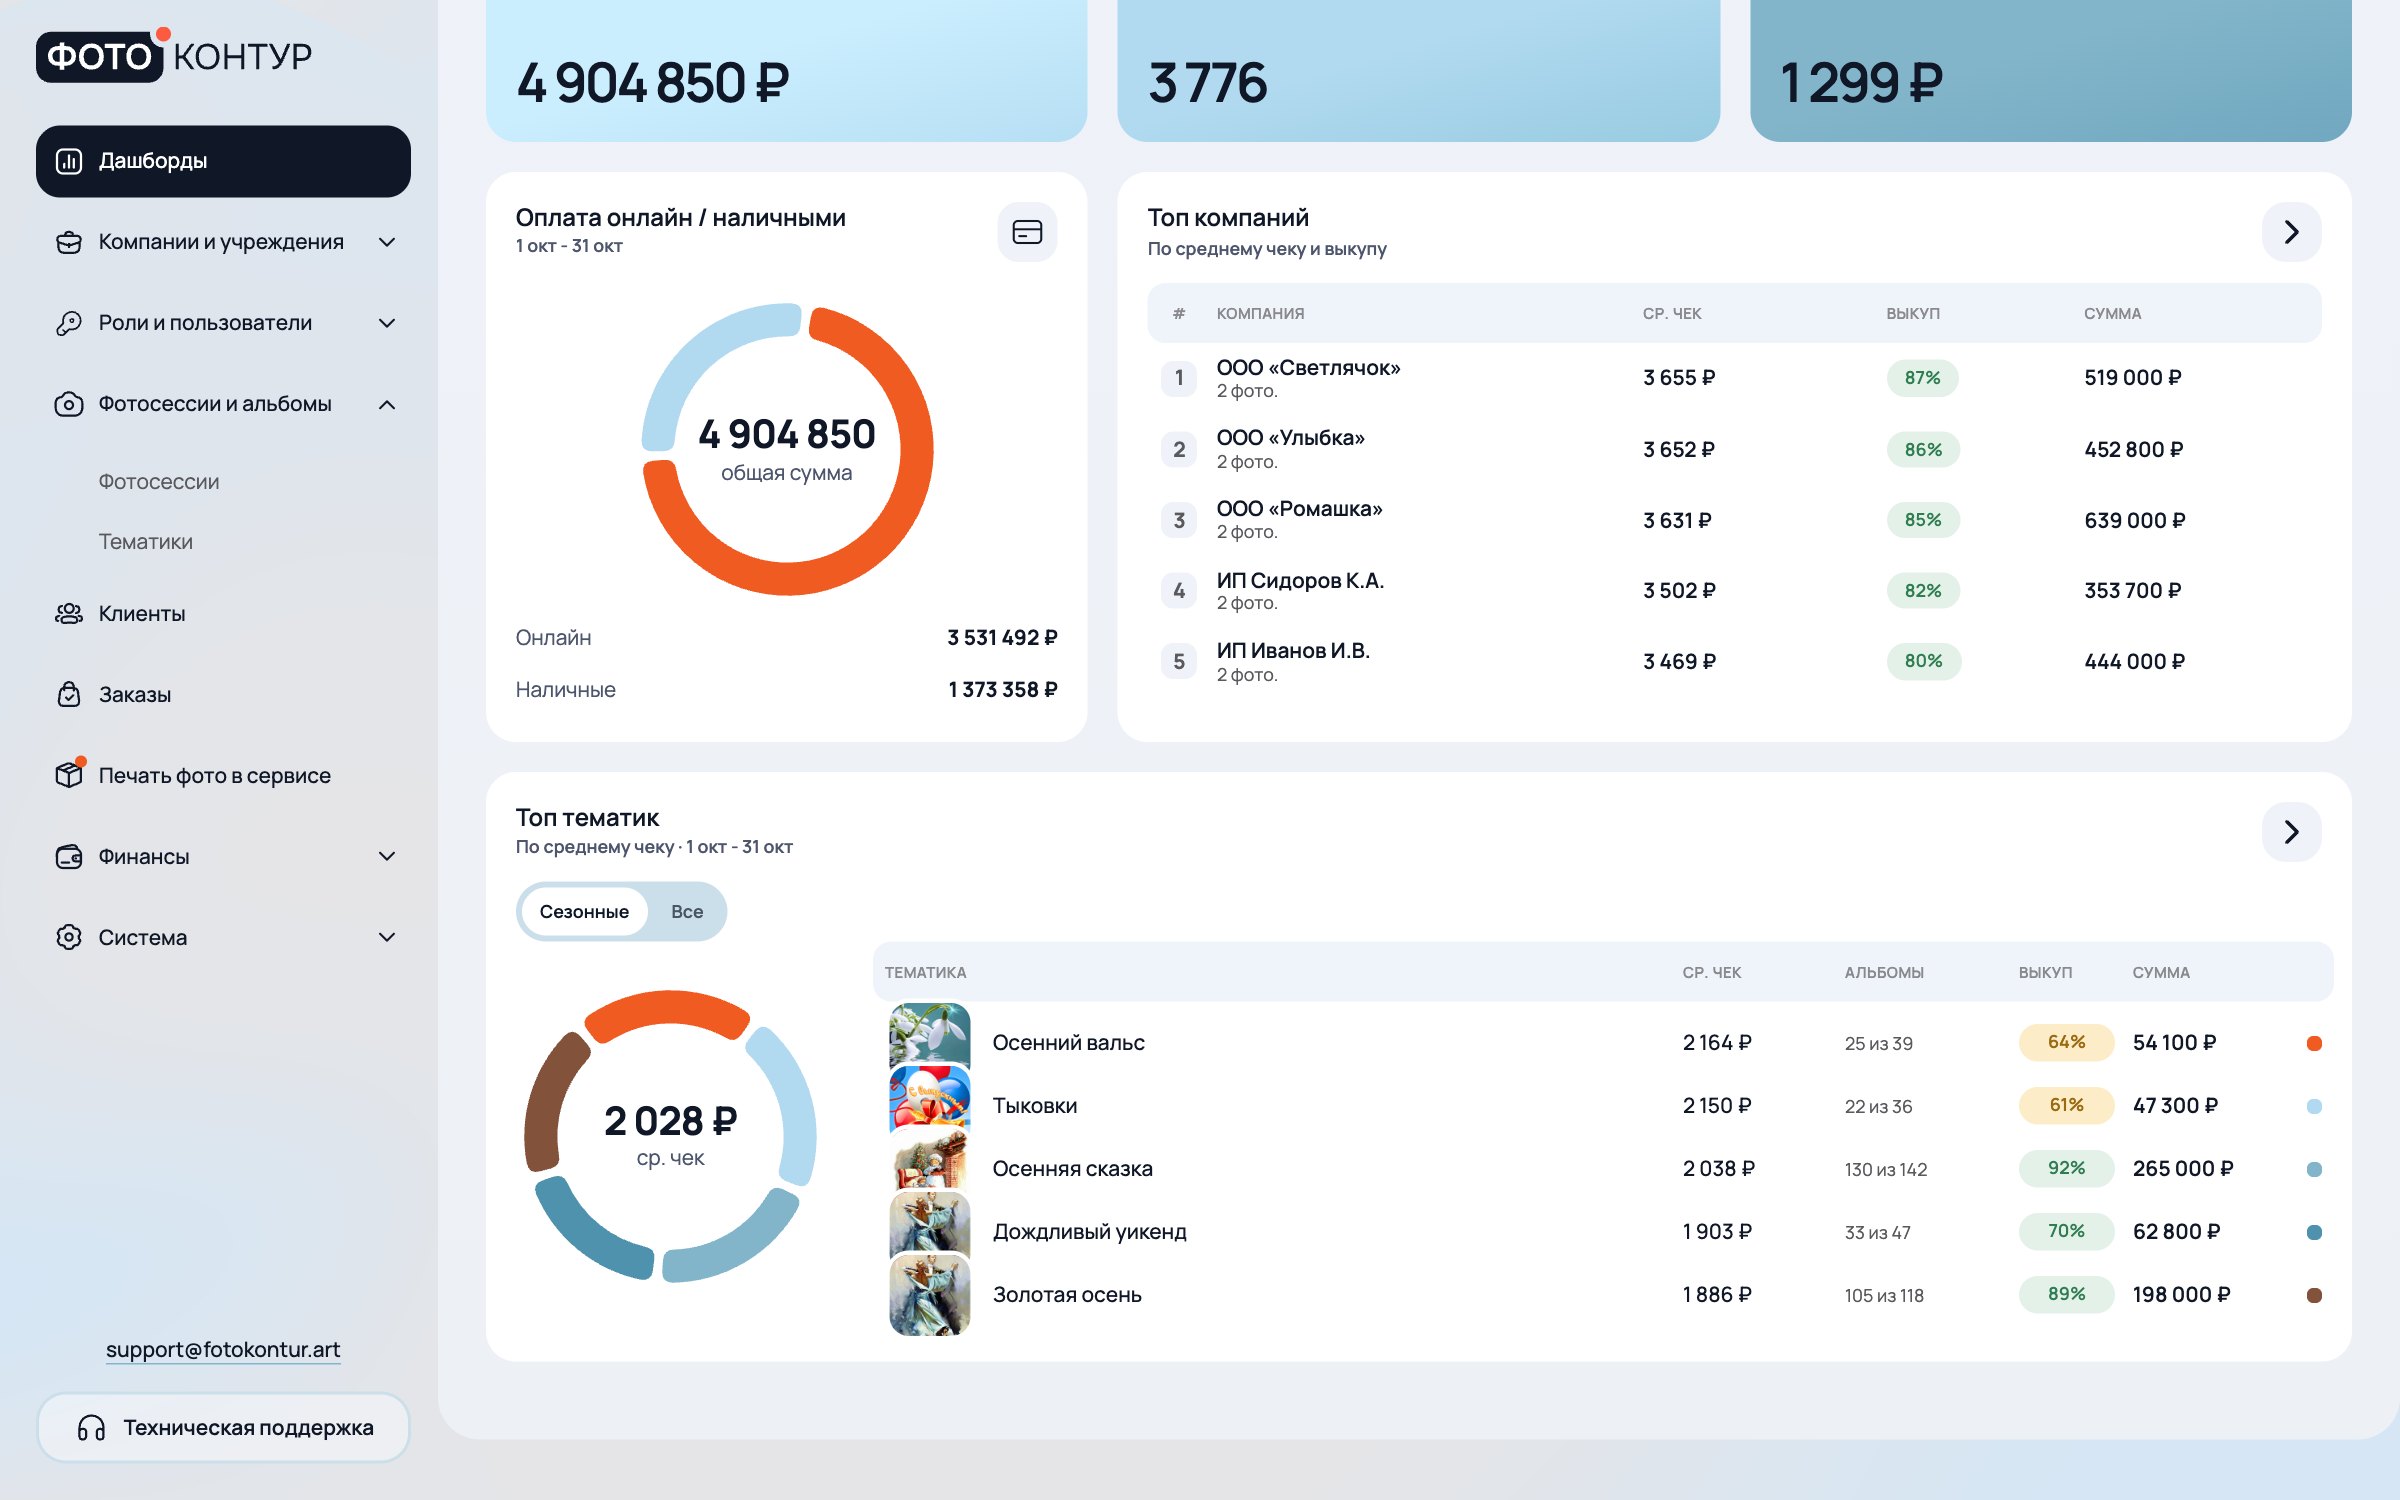 ФОТО КОНТУР
Дашборды
Компании и учреждения
Роли и пользователи
Фотосессии и альбомы
Фотосессии
Тематики
Клиенты
Заказы
Печать фото в сервисе
Финансы
Система
support@fotokontur.art
Техническая поддержка
4 904 850 ₽
3 776
1 299 ₽
Оплата онлайн / наличными
1 окт - 31 окт
4 904 850
общая сумма
Онлайн 3 531 492 ₽
Наличные 1 373 358 ₽
Топ компаний
По среднему чеку и выкупу
# КОМПАНИЯ СР. ЧЕК ВЫКУП СУММА
1 ООО «Светлячок» 3 655 ₽ 87% 519 000 ₽
2 фото.
2 ООО «Улыбка» 3 652 ₽ 86% 452 800 ₽
2 фото.
3 ООО «Ромашка» 3 631 ₽ 85% 639 000 ₽
2 фото.
4 ИП Сидоров К.А. 3 502 ₽ 82% 353 700 ₽
2 фото.
5 ИП Иванов И.В. 3 469 ₽ 80% 444 000 ₽
2 фото.
Топ тематик
По среднему чеку · 1 окт - 31 окт
Сезонные Все
2 028 ₽
ср. чек
ТЕМАТИКА СР. ЧЕК АЛЬБОМЫ ВЫКУП СУММА
Осенний вальс 2 164 ₽ 25 из 39 64% 54 100 ₽
Тыковки 2 150 ₽ 22 из 36 61% 47 300 ₽
Осенняя сказка 2 038 ₽ 130 из 142 92% 265 000 ₽
Дождливый уикенд 1 903 ₽ 33 из 47 70% 62 800 ₽
Золотая осень 1 886 ₽ 105 из 118 89% 198 000 ₽